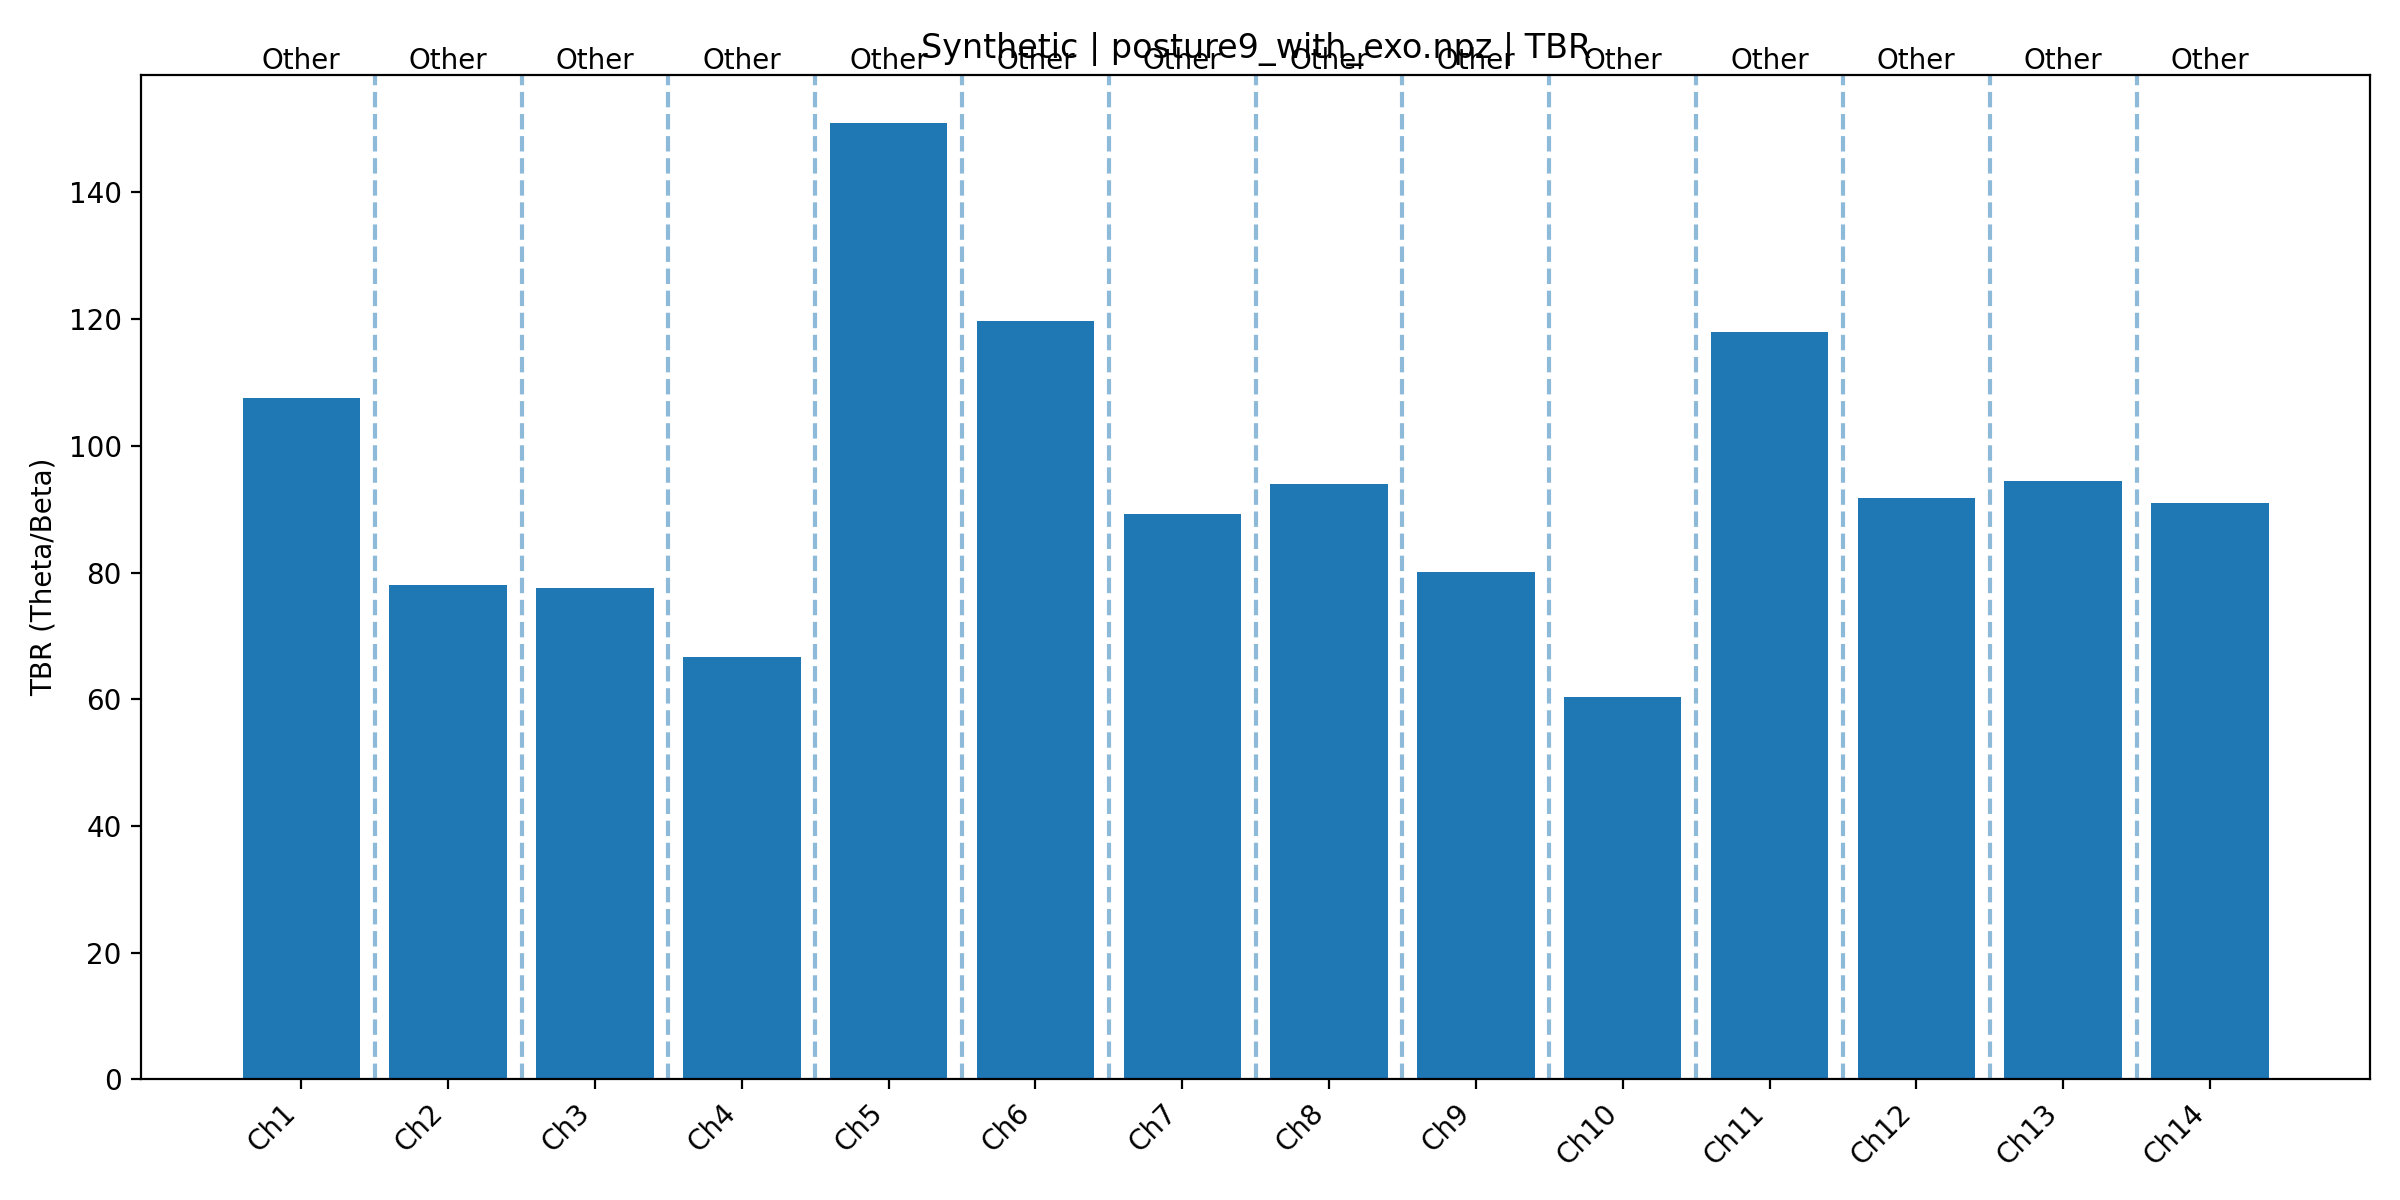 Synthetic | posture9_with_exo.npz | TBR
Other Other Other Other Other Other Other Other Other Other Other Other Other Other
140
120
100
80
60
40
20
0
TBR (Theta/Beta)
Ch1 Ch2 Ch3 Ch4 Ch5 Ch6 Ch7 Ch8 Ch9 Ch10 Ch11 Ch12 Ch13 Ch14